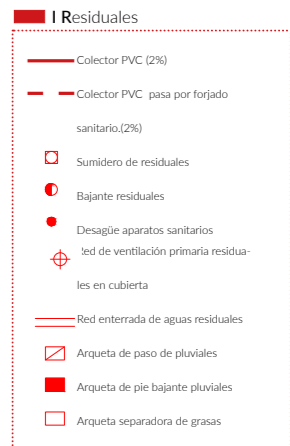 I Residuales
Colector PVC (2%)
Colector PVC pasa por forjado
sanitario.(2%)
Sumidero de residuales
Bajante residuales
Desagüe aparatos sanitarios
Red de ventilación primaria residua-
les en cubierta
Red enterrada de aguas residuales
Arqueta de paso de pluviales
Arqueta de pie bajante pluviales
Arqueta separadora de grasas